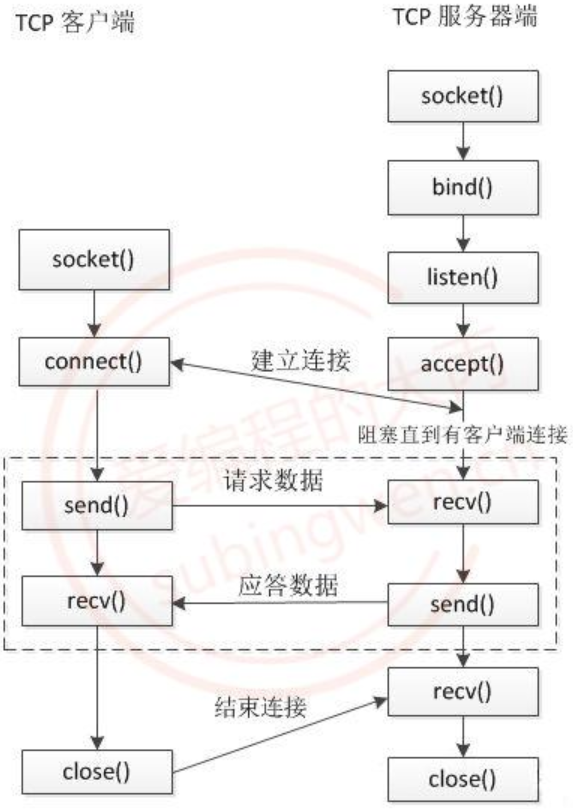 TCP 客户端
TCP 服务器端
socket()
bind()
socket()
listen()
connect()
建立连接
accept()
阻塞直到有客户端连接
send()
请求数据
recv()
recv()
应答数据
send()
结束连接
recv()
close()
close()
爱编程的大丙
subingwen.cn